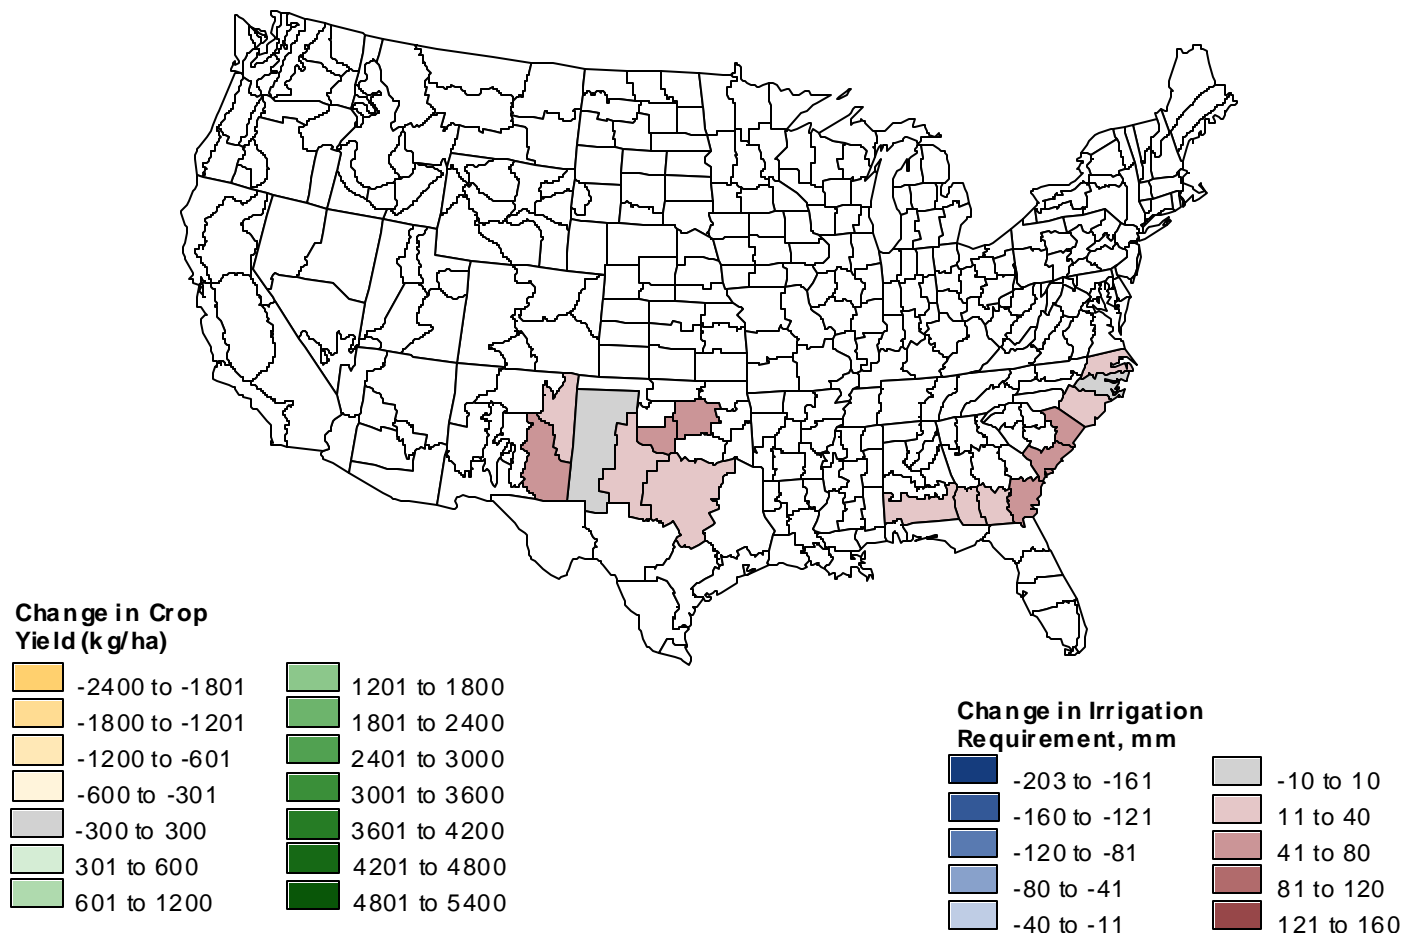 Change in Crop
Yield (kg/ha)
-2400 to -1801
-1800 to -1201
-1200 to -601
-600 to -301
-300 to 300
301 to 600
601 to 1200
1201 to 1800
1801 to 2400
2401 to 3000
3001 to 3600
3601 to 4200
4201 to 4800
4801 to 5400
Change in Irrigation
Requirement, mm
-203 to -161
-160 to -121
-120 to -81
-80 to -41
-40 to -11
-10 to 10
11 to 40
41 to 80
81 to 120
121 to 160